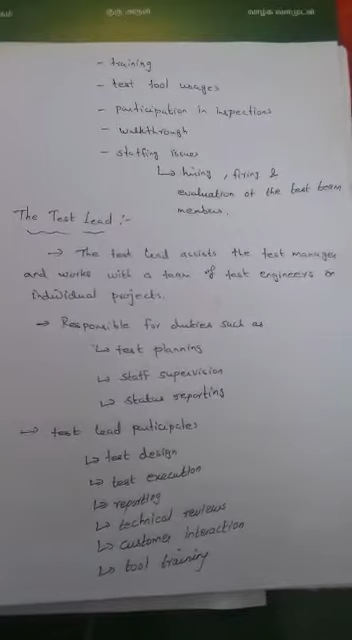 குரு அருள்
வாழ்க வளமுடன்
- training
- test tool usages
- participation in inspections
- walkthrough
- staffing issues
↳ hiring, firing &
evaluation of the test team
members.
The Test Lead :-
→ The test lead assists the test manager
and works with a team of test engineers on
individual projects.
→ Responsible for duties such as
↳ test planning
↳ staff supervision
↳ status reporting
→ test lead participates
↳ test design
↳ test execution
↳ reporting
↳ technical reviews
↳ customer interaction
↳ tool training